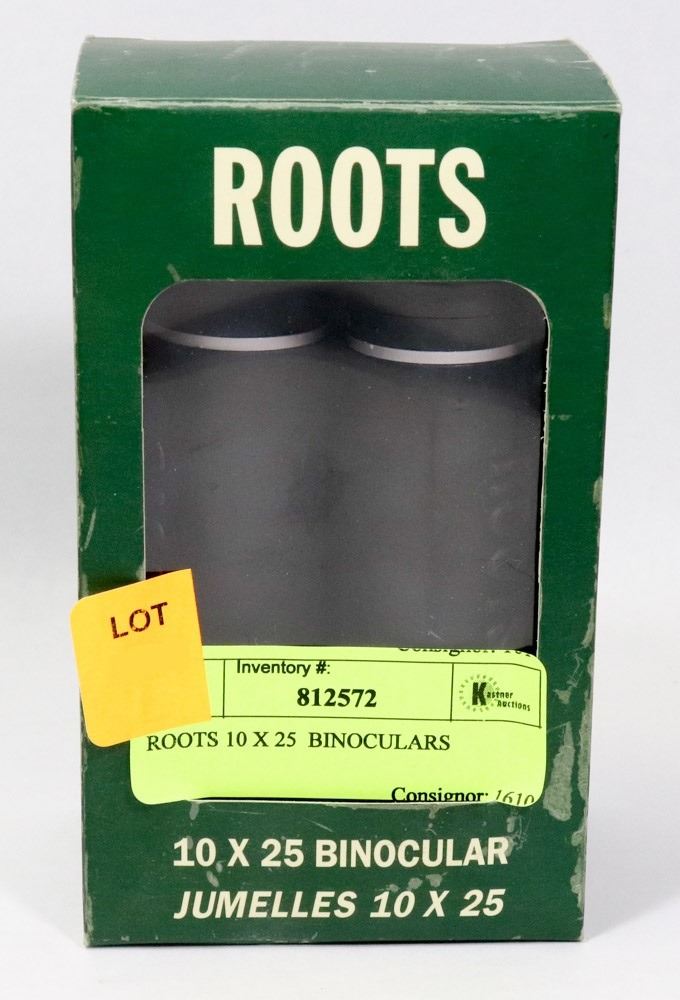 ROOTS
LOT
Inventory #:
812572
Kastner
Auctions
ROOTS 10 X 25 BINOCULARS
Consignor: 1610
10 X 25 BINOCULAR
JUMELLES 10 X 25